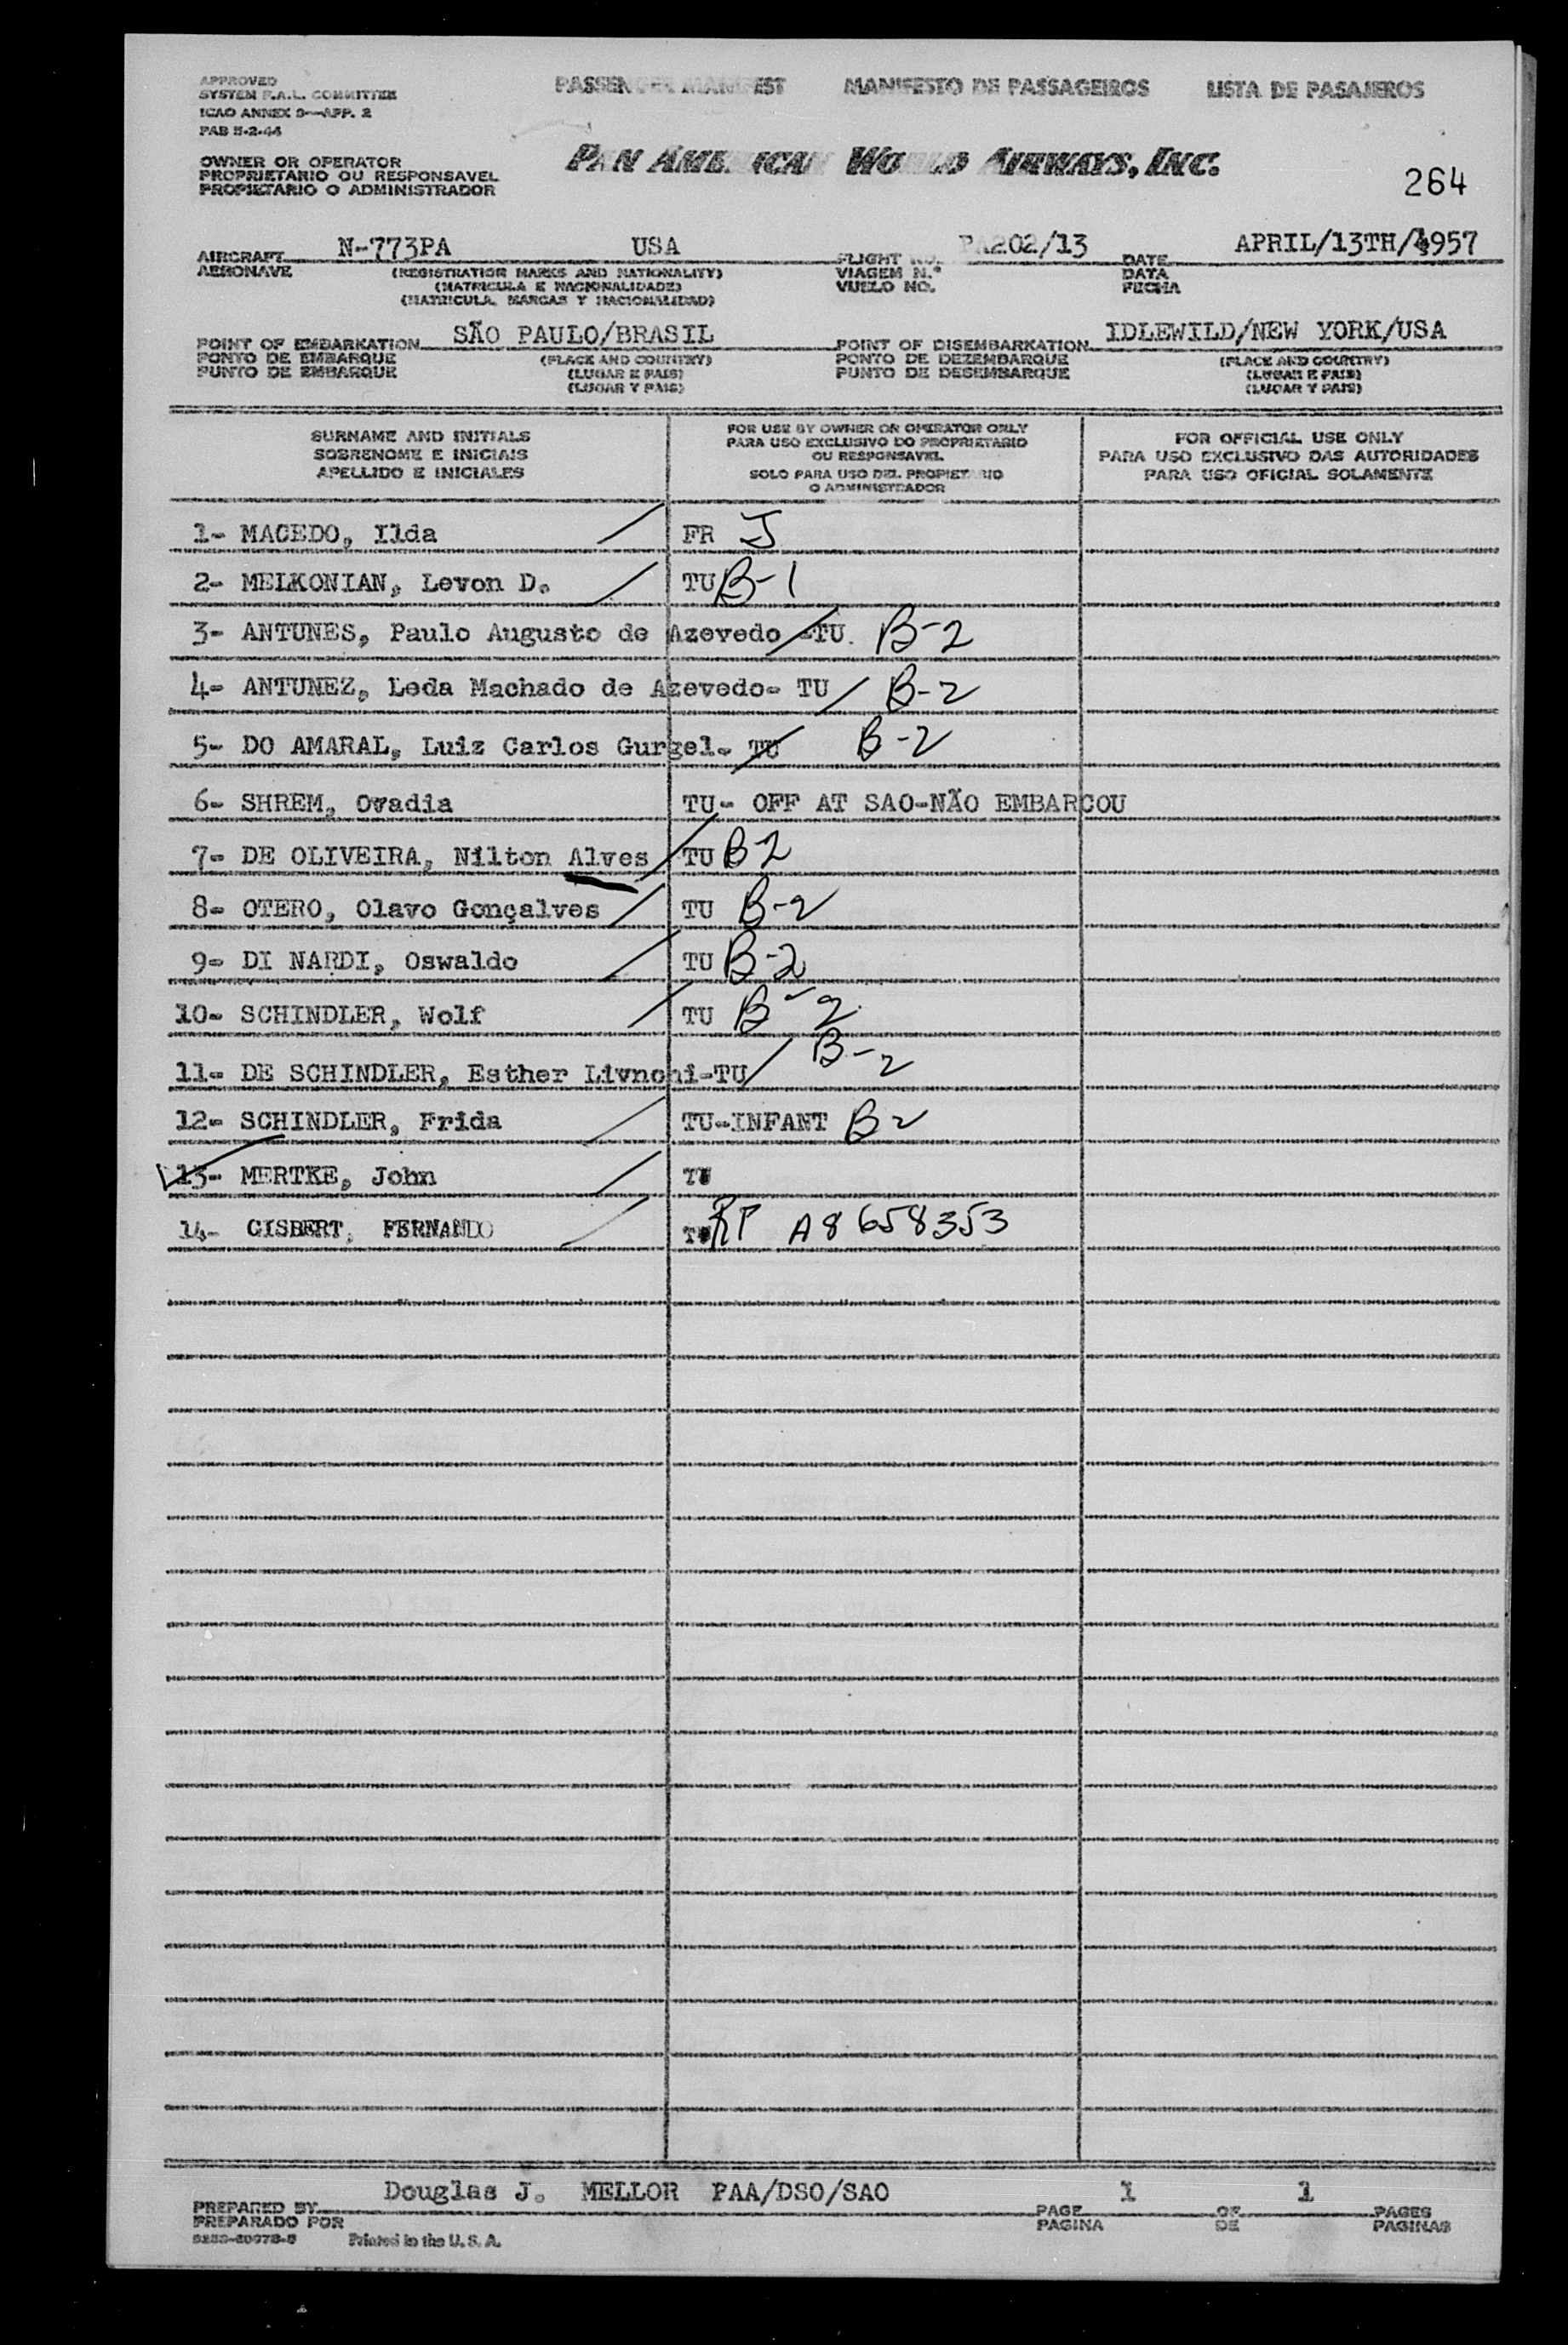 APPROVED
SYSTEM F.A.L. COMMITTEE
ICAO ANNEX 9—APP. 2
PAB 5-2-44
PASSENGER MANIFEST MANIFESTO DE PASSAGEIROS LISTA DE PASAJEROS
OWNER OR OPERATOR
PROPRIETARIO OU RESPONSAVEL
PROPIETARIO O ADMINISTRADOR
PAN AMERICAN WORLD AIRWAYS, INC.
264
AIRCRAFT N-773PA USA FLIGHT NO. PA202/13 DATE APRIL/13TH/1957
AERONAVE (REGISTRATION MARKS AND NATIONALITY) VIAGEM N.º DATA
(MATRICULA E NACIONALIDADE) VUELO NO. FECHA
(MATRICULA, MARCAS Y NACIONALIDAD)
POINT OF EMBARKATION SÃO PAULO/BRASIL POINT OF DISEMBARKATION IDLEWILD/NEW YORK/USA
PONTO DE EMBARQUE (PLACE AND COUNTRY) PONTO DE DEZEMBARQUE (PLACE AND COUNTRY)
PUNTO DE EMBARQUE (LUGAR E PAIS) PUNTO DE DESEMBARQUE (LUGAR E PAIS)
(LUGAR Y PAIS) (LUGAR Y PAIS)
SURNAME AND INITIALS
SOBRENOME E INICIAIS
APELLIDO E INICIALES
FOR USE BY OWNER OR OPERATOR ONLY
PARA USO EXCLUSIVO DO PROPRIETARIO
OU RESPONSAVEL
SOLO PARA USO DEL PROPIETARIO
O ADMINISTRADOR
FOR OFFICIAL USE ONLY
PARA USO EXCLUSIVO DAS AUTORIDADES
PARA USO OFICIAL SOLAMENTE
1- MACEDO, Ilda FR J
2- MELKONIAN, Levon D. TU B-1
3- ANTUNES, Paulo Augusto de Azevedo -TU. B-2
4- ANTUNEZ, Leda Machado de Azevedo- TU B-2
5- DO AMARAL, Luiz Carlos Gurgel- TU B-2
6- SHREM, Ovadia TU- OFF AT SAO-NÃO EMBARCOU
7- DE OLIVEIRA, Nilton Alves TU B2
8- OTERO, Olavo Gonçalves TU B-2
9- DI NARDI, Oswaldo TU B-2
10- SCHINDLER, Wolf TU B-2
11- DE SCHINDLER, Esther Livnohi-TU B-2
12- SCHINDLER, Frida TU-INFANT B2
13- MERTKE, John TU
14- GISBERT, FERNANDO TU RP A8 658353
Douglas J. MELLOR PAA/DSO/SAO 1 1
PREPARED BY PAGE OF PAGES
PREPARADO POR PAGINA DE PAGINAS
Printed in the U. S. A.